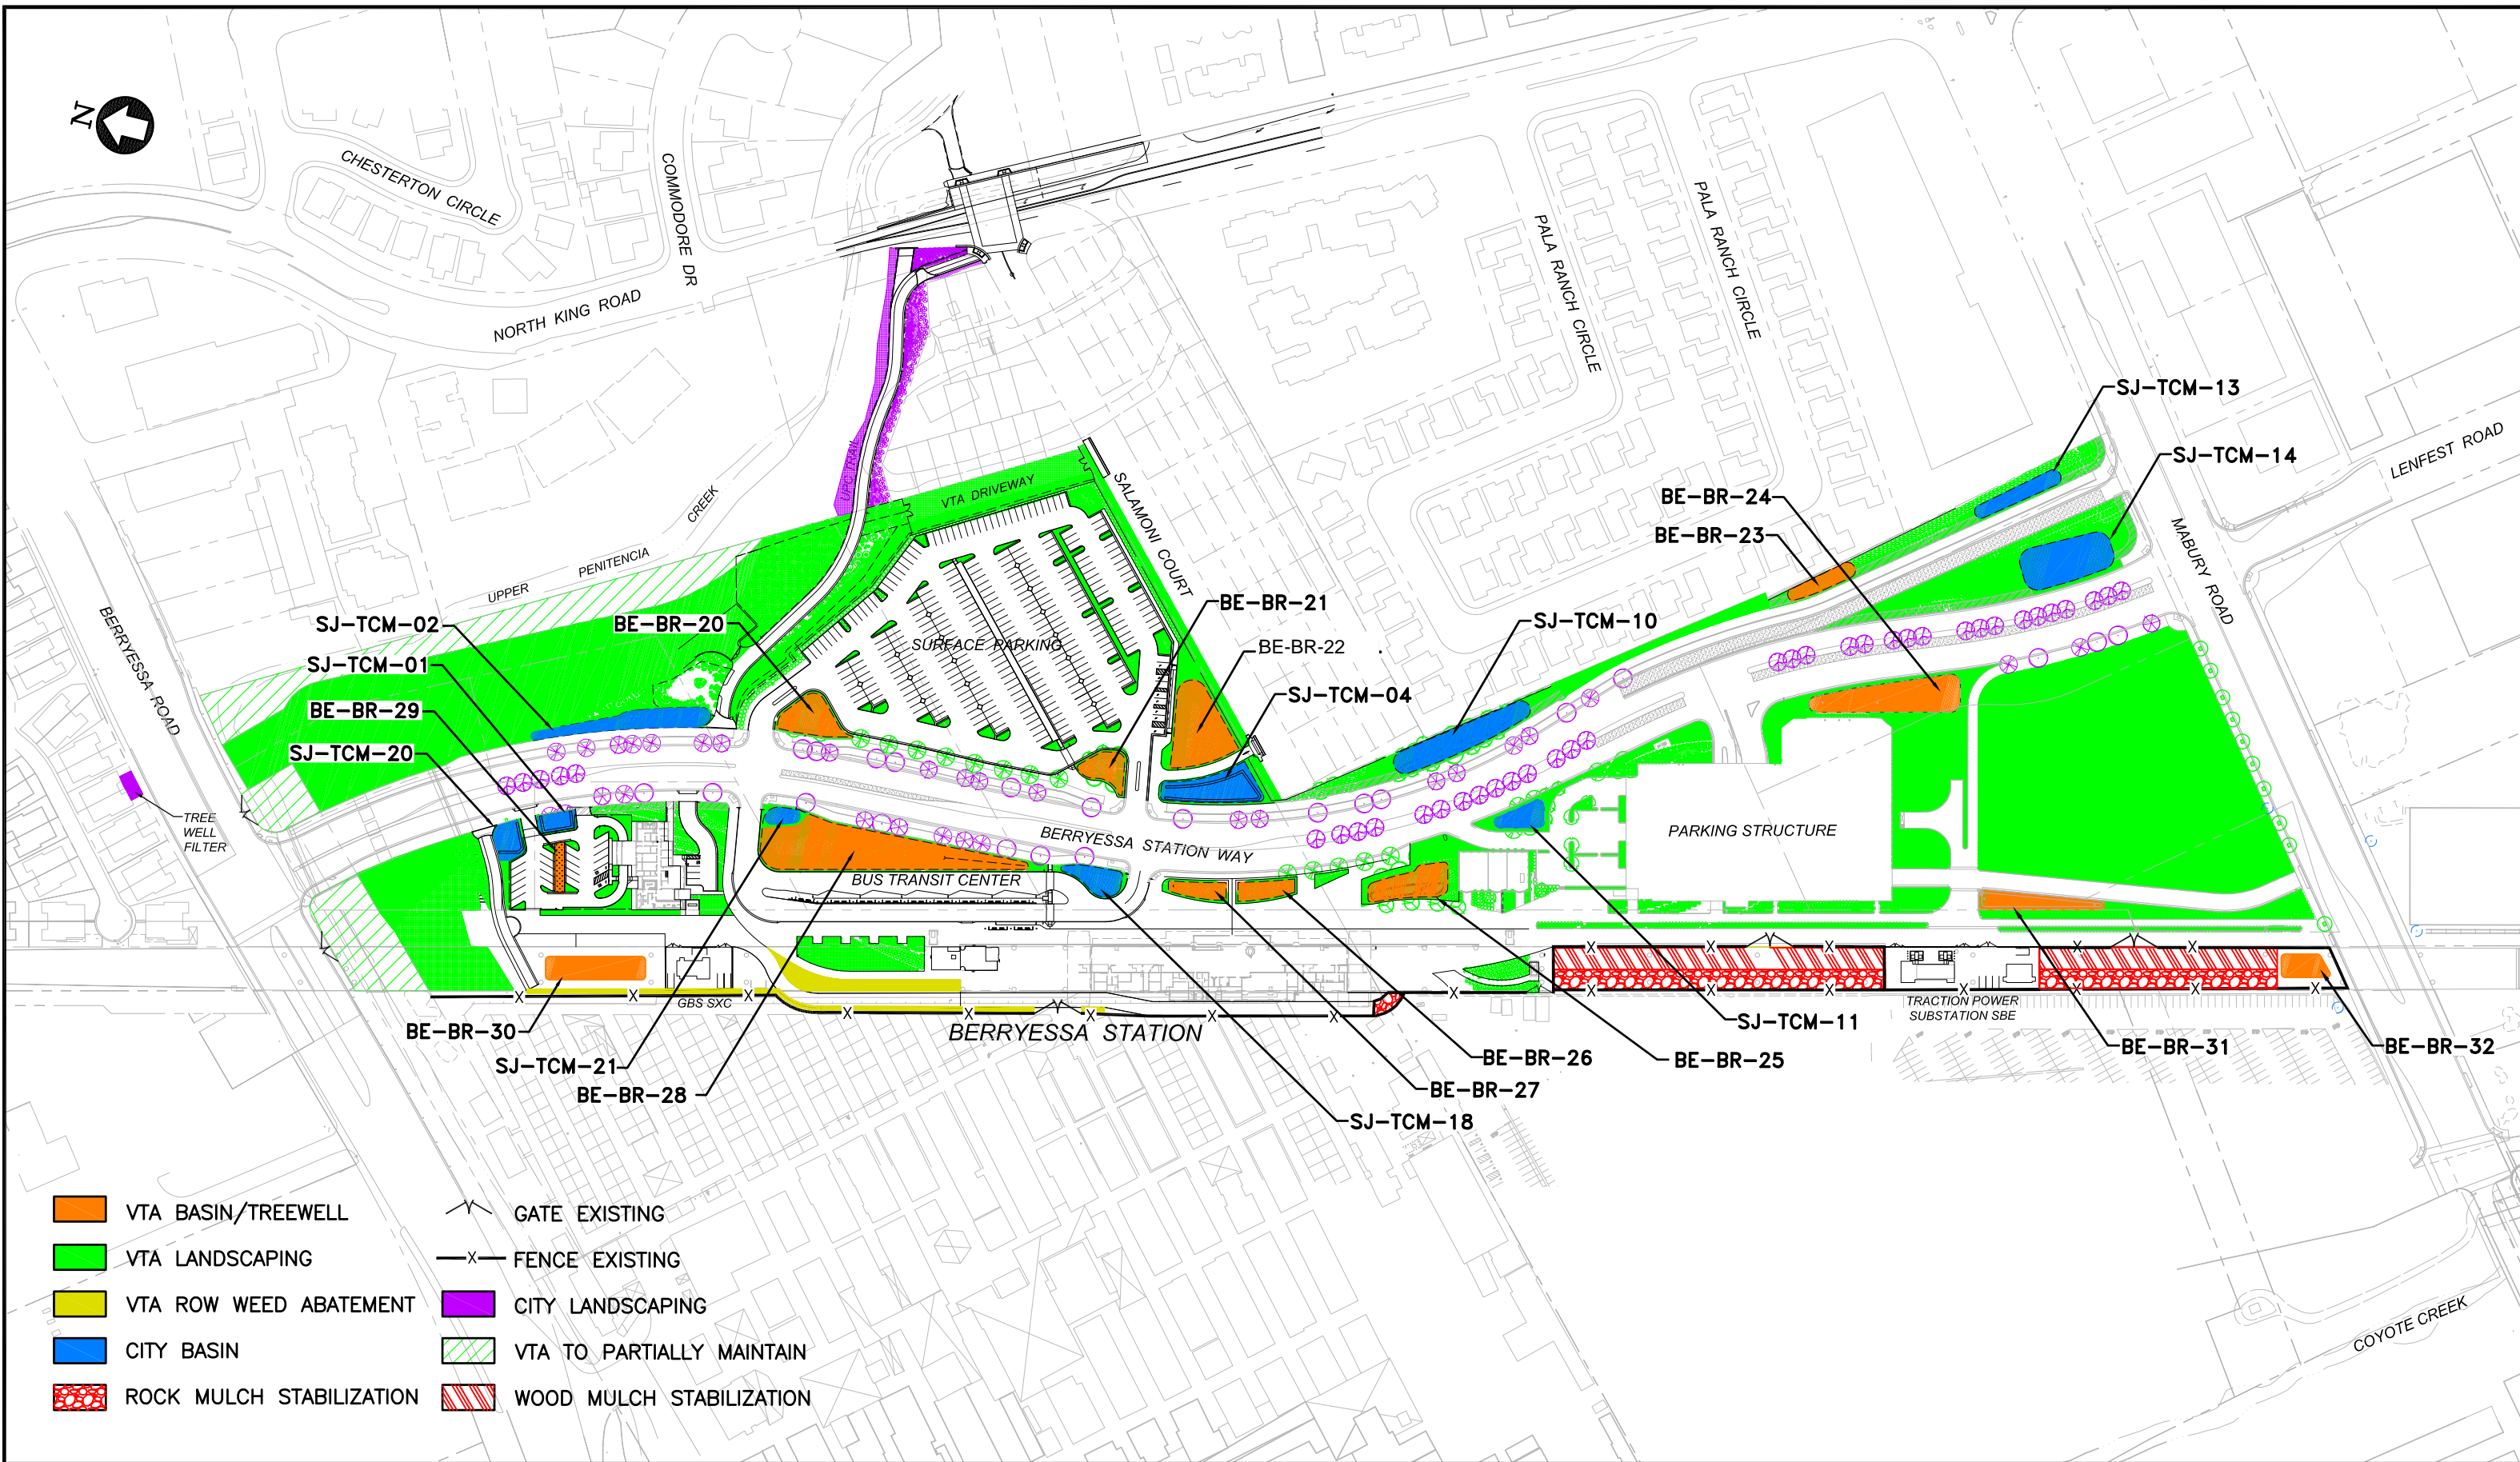 N
CHESTERTON CIRCLE
COMMODORE DR
NORTH KING ROAD
PALA RANCH CIRCLE
PALA RANCH CIRCLE
SJ-TCM-13
SJ-TCM-14
LENFEST ROAD
UPC TRAIL
VTA DRIVEWAY
SALAMONI COURT
BE-BR-24
BE-BR-23
MABURY ROAD
CREEK
PENITENCIA
UPPER
BERRYESSA ROAD
SJ-TCM-02
BE-BR-20
BE-BR-21
SJ-TCM-10
SURFACE PARKING
BE-BR-22
SJ-TCM-01
SJ-TCM-04
BE-BR-29
SJ-TCM-20
TREE
WELL
FILTER
BERRYESSA STATION WAY
PARKING STRUCTURE
BUS TRANSIT CENTER
GBS SXC
TRACTION POWER
SUBSTATION SBE
BE-BR-30
BERRYESSA STATION
SJ-TCM-11
BE-BR-31
BE-BR-32
SJ-TCM-21
BE-BR-26
BE-BR-25
BE-BR-28
BE-BR-27
SJ-TCM-18
VTA BASIN/TREEWELL
GATE EXISTING
VTA LANDSCAPING
X
FENCE EXISTING
VTA ROW WEED ABATEMENT
CITY LANDSCAPING
CITY BASIN
VTA TO PARTIALLY MAINTAIN
ROCK MULCH STABILIZATION
WOOD MULCH STABILIZATION
COYOTE CREEK